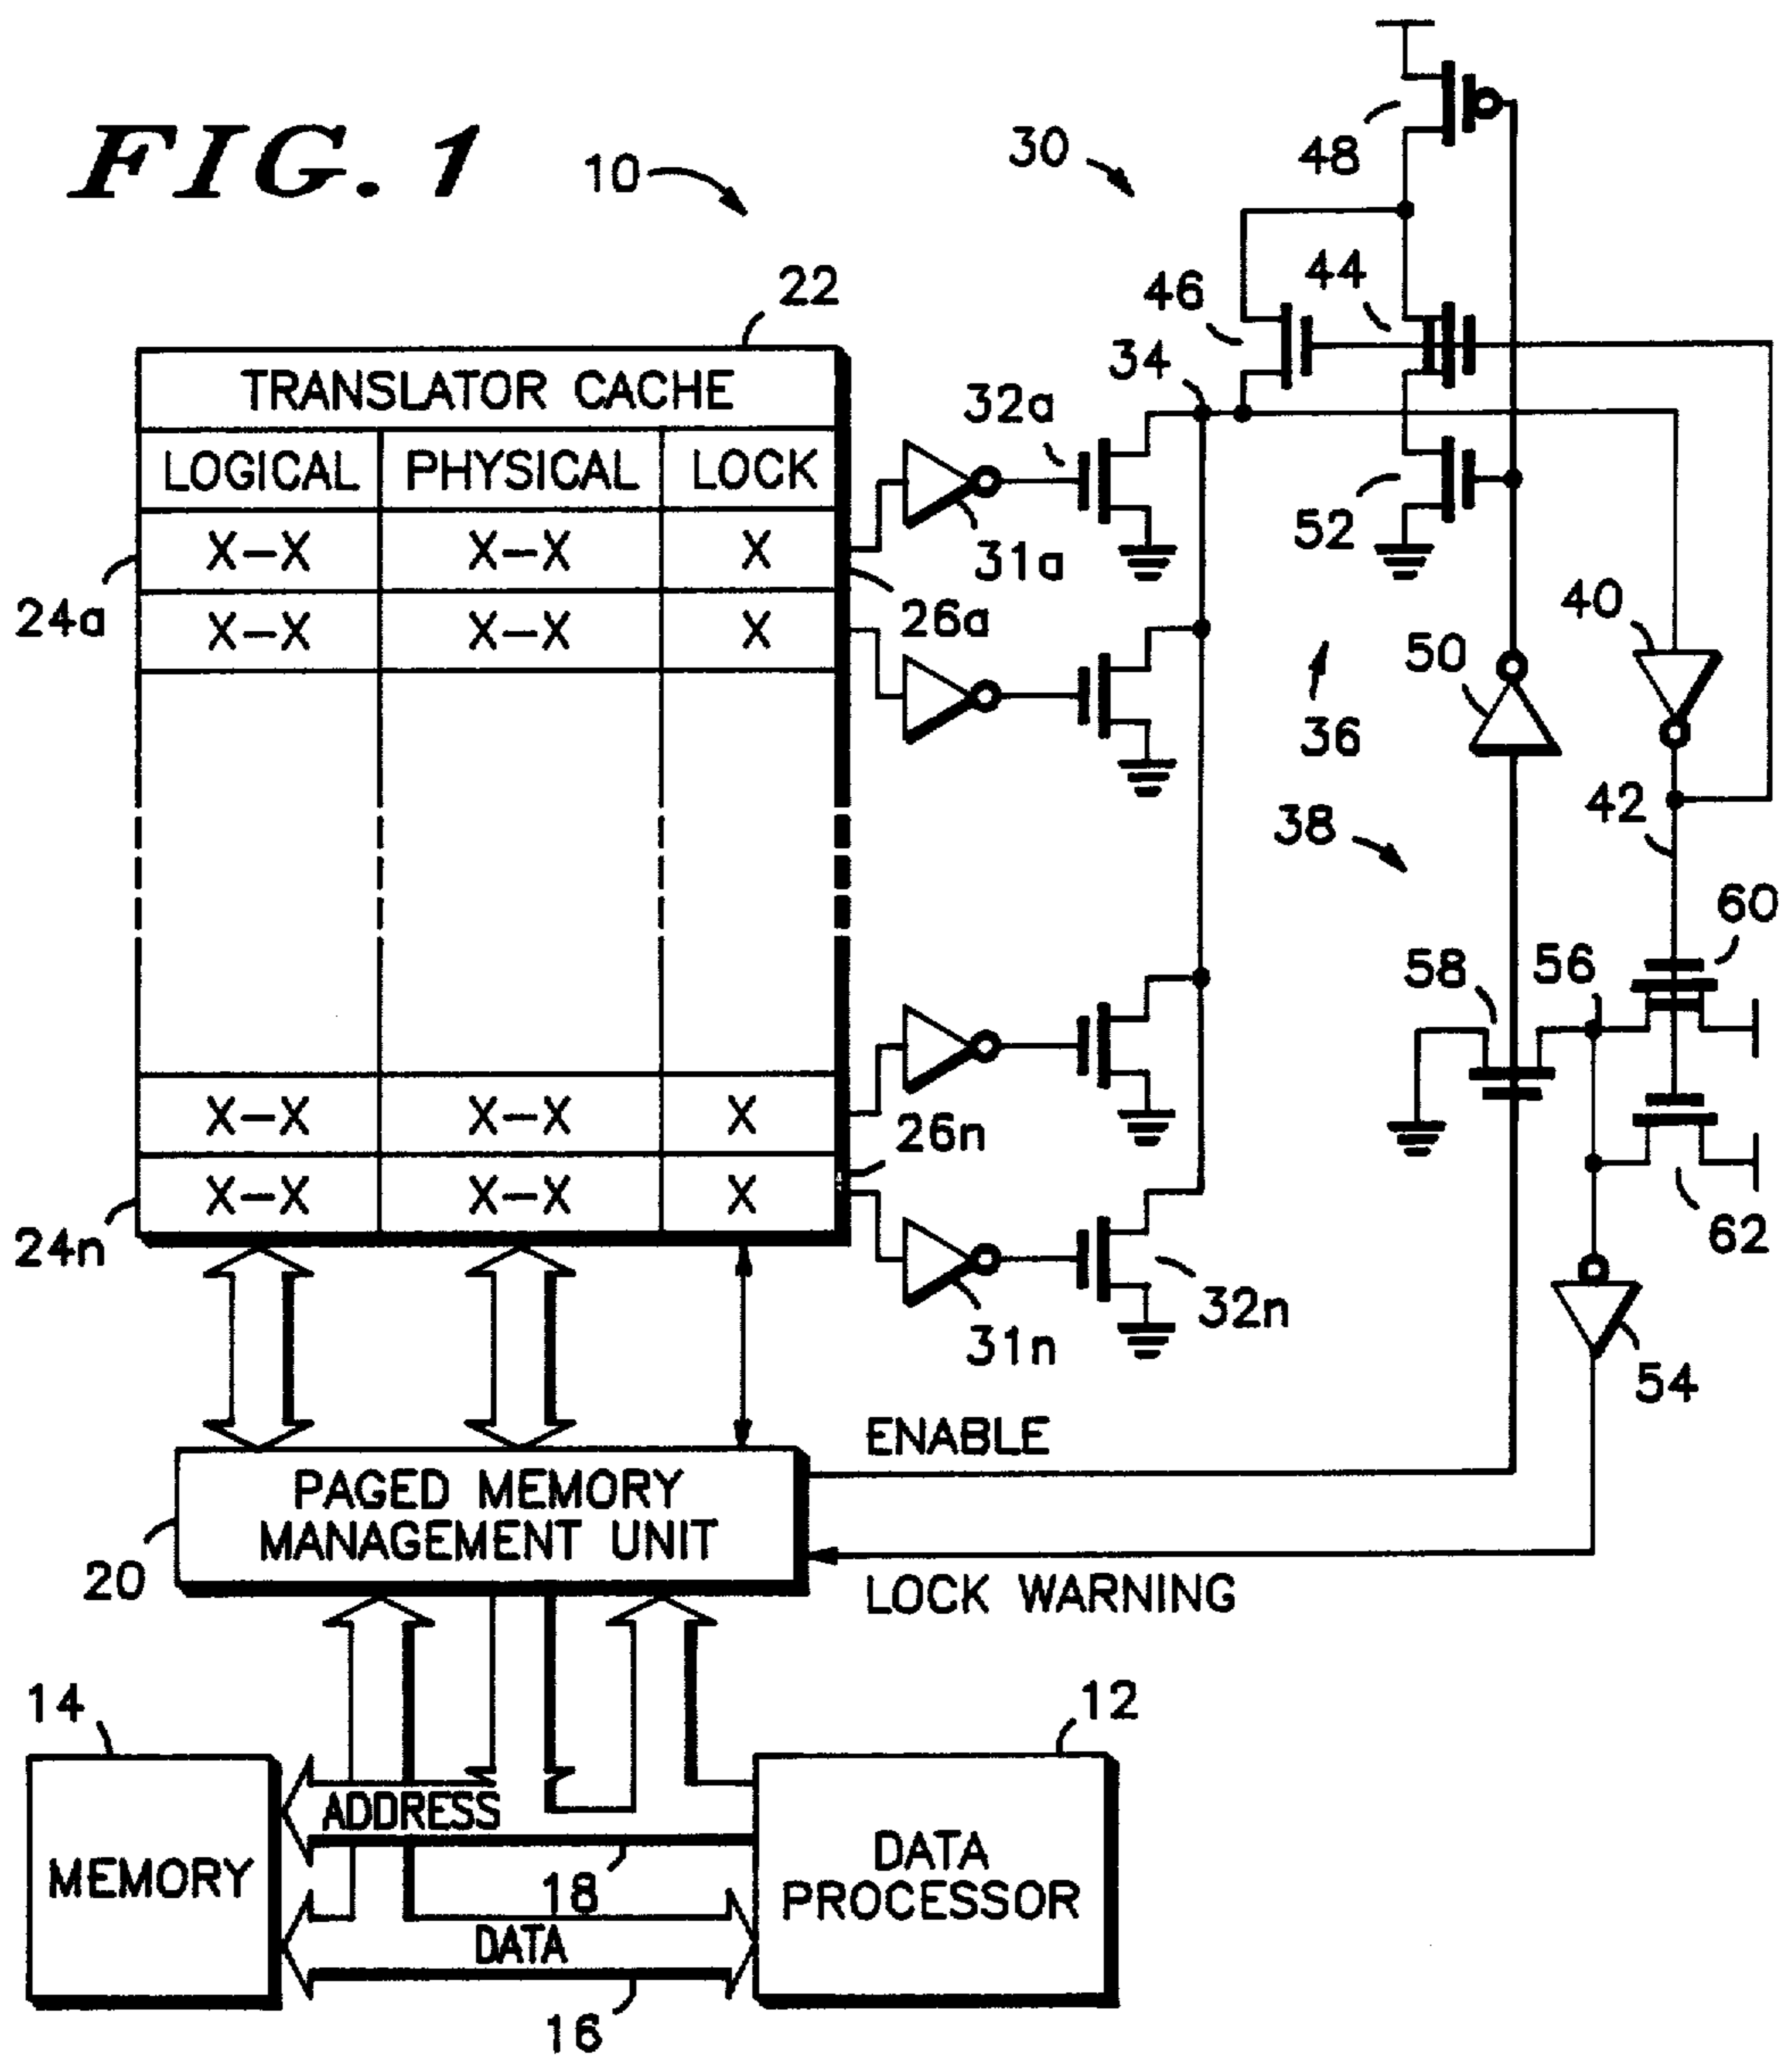 FIG. 1
10
30
48
22
46
44
34
TRANSLATOR CACHE
32a
LOGICAL PHYSICAL LOCK
52
X-X X-X X
31a
24a
26a
X-X X-X X
40
50
36
42
38
60
58
56
X-X X-X X
26n
X-X X-X X
24n
62
32n
31n
54
ENABLE
PAGED MEMORY
MANAGEMENT UNIT
20
LOCK WARNING
14
12
ADDRESS
DATA
PROCESSOR
MEMORY
18
DATA
16